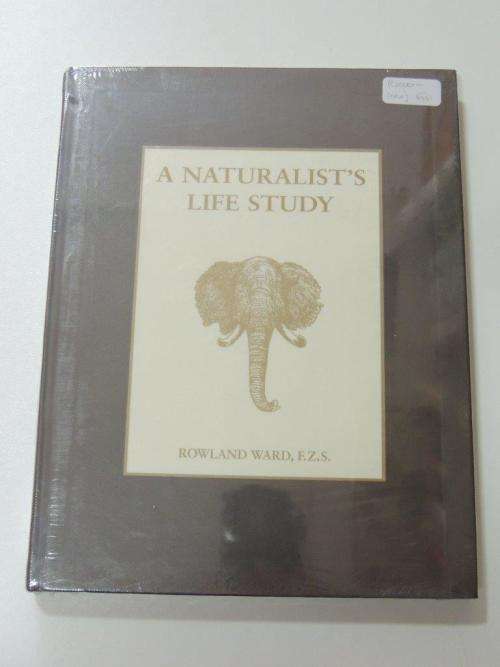 A NATURALIST'S
LIFE STUDY
ROWLAND WARD, F.Z.S.